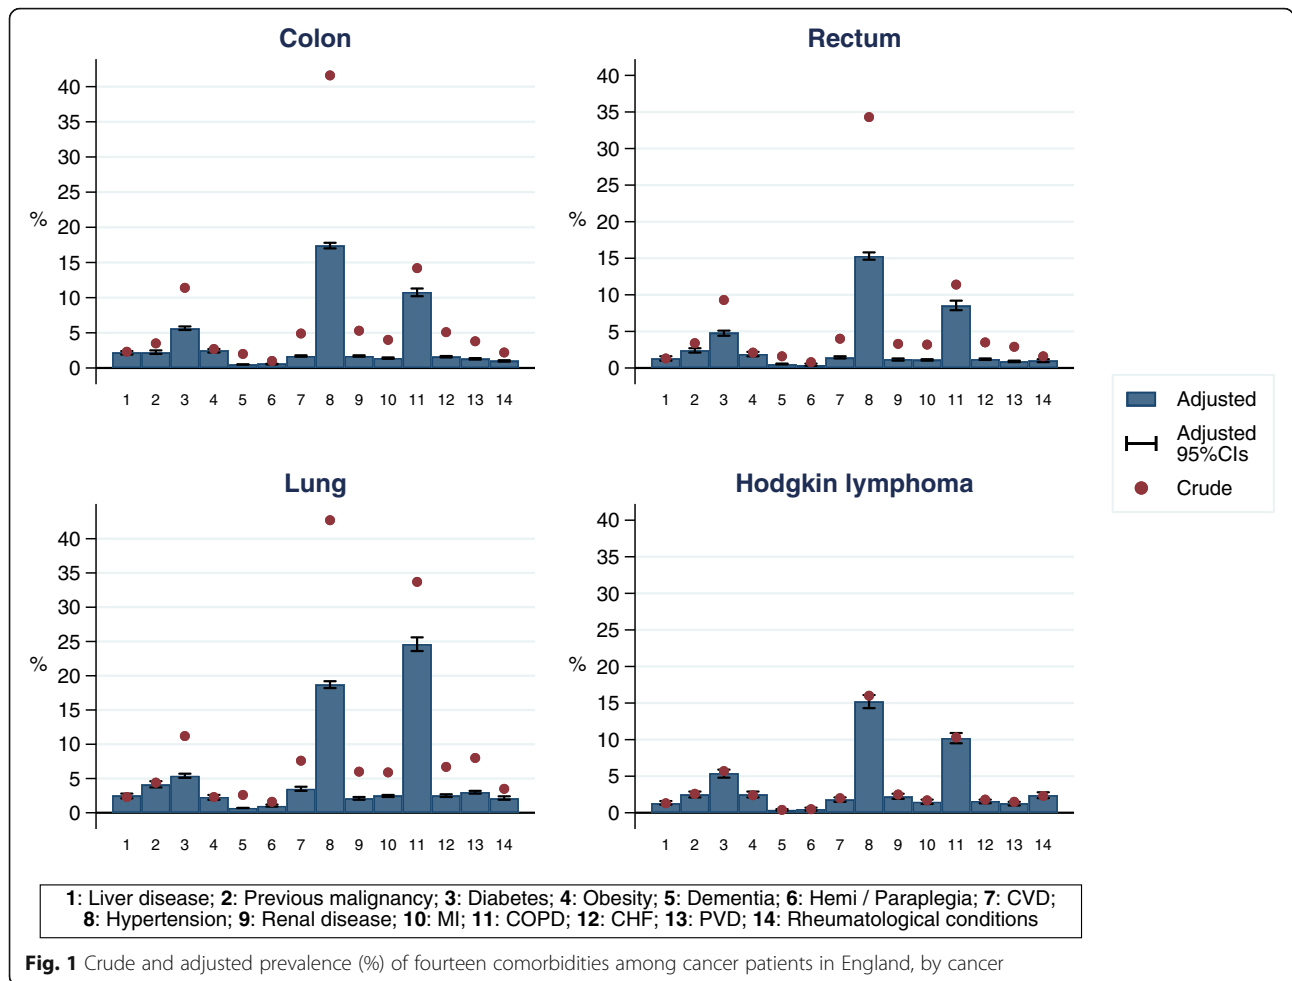 Colon
40
35
30
25
20
%
15
10
5
0
1 2 3 4 5 6 7 8 9 10 11 12 13 14
Rectum
40
35
30
25
20
%
15
10
5
0
1 2 3 4 5 6 7 8 9 10 11 12 13 14
Lung
40
35
30
25
%
20
15
10
5
0
1 2 3 4 5 6 7 8 9 10 11 12 13 14
Hodgkin lymphoma
40
35
30
25
20
%
15
10
5
0
1 2 3 4 5 6 7 8 9 10 11 12 13 14
Adjusted
Adjusted
95%CIs
Crude
1: Liver disease; 2: Previous malignancy; 3: Diabetes; 4: Obesity; 5: Dementia; 6: Hemi / Paraplegia; 7: CVD;
8: Hypertension; 9: Renal disease; 10: MI; 11: COPD; 12: CHF; 13: PVD; 14: Rheumatological conditions
Fig. 1 Crude and adjusted prevalence (%) of fourteen comorbidities among cancer patients in England, by cancer